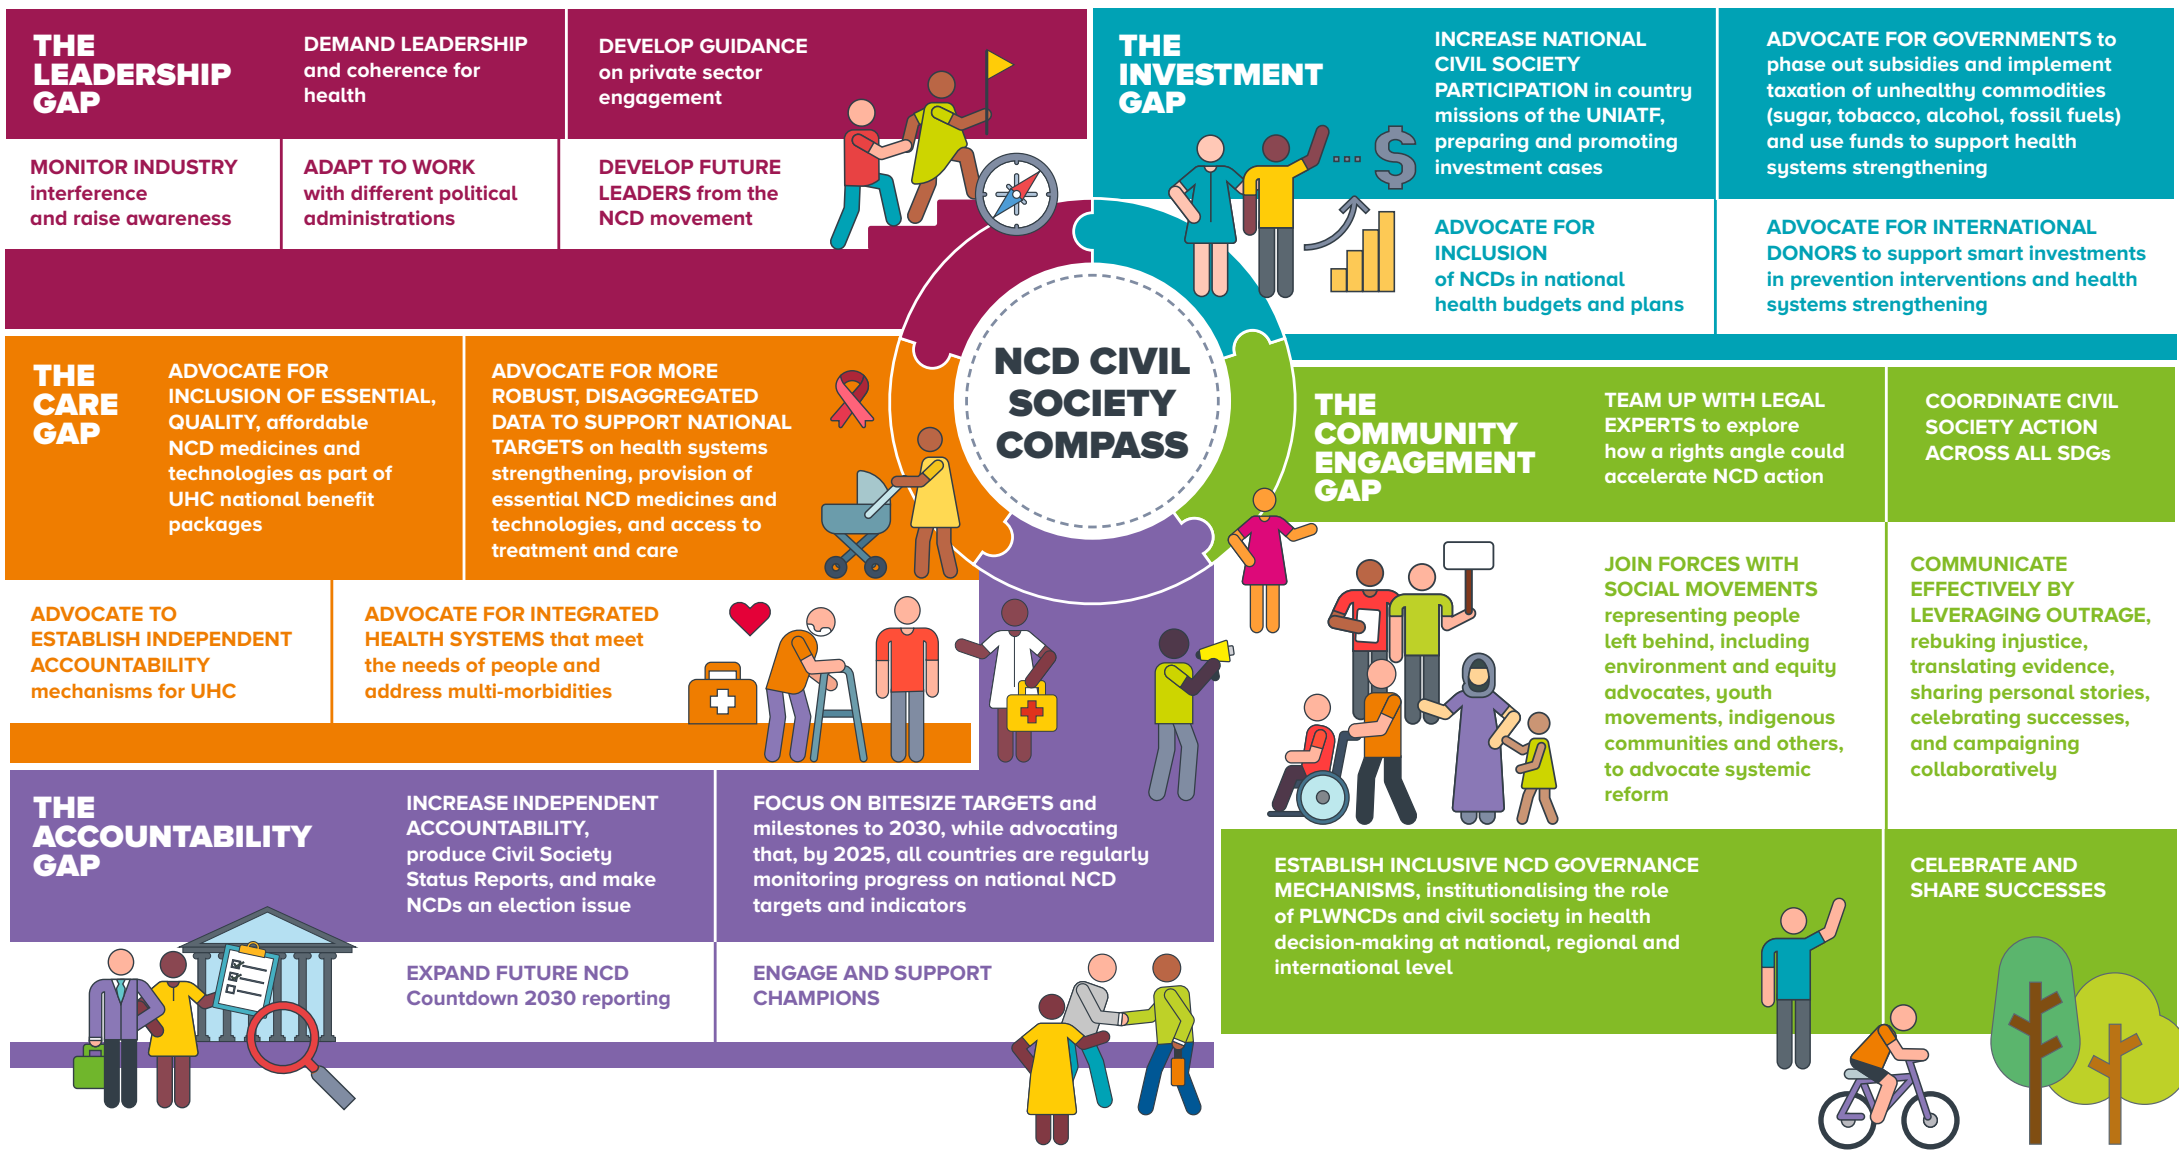 THE
LEADERSHIP
GAP
DEMAND LEADERSHIP
and coherence for
health
DEVELOP GUIDANCE
on private sector
engagement
MONITOR INDUSTRY
interference
and raise awareness
ADAPT TO WORK
with different political
administrations
DEVELOP FUTURE
LEADERS from the
NCD movement
THE
INVESTMENT
GAP
INCREASE NATIONAL
CIVIL SOCIETY
PARTICIPATION in country
missions of the UNIATF,
preparing and promoting
investment cases
ADVOCATE FOR GOVERNMENTS to
phase out subsidies and implement
taxation of unhealthy commodities
(sugar, tobacco, alcohol, fossil fuels)
and use funds to support health
systems strengthening
$
ADVOCATE FOR
INCLUSION
of NCDs in national
health budgets and plans
ADVOCATE FOR INTERNATIONAL
DONORS to support smart investments
in prevention interventions and health
systems strengthening
NCD CIVIL
SOCIETY
COMPASS
THE
CARE
GAP
ADVOCATE FOR
INCLUSION OF ESSENTIAL,
QUALITY, affordable
NCD medicines and
technologies as part of
UHC national benefit
packages
ADVOCATE FOR MORE
ROBUST, DISAGGREGATED
DATA TO SUPPORT NATIONAL
TARGETS on health systems
strengthening, provision of
essential NCD medicines and
technologies, and access to
treatment and care
ADVOCATE TO
ESTABLISH INDEPENDENT
ACCOUNTABILITY
mechanisms for UHC
ADVOCATE FOR INTEGRATED
HEALTH SYSTEMS that meet
the needs of people and
address multi-morbidities
THE
COMMUNITY
ENGAGEMENT
GAP
TEAM UP WITH LEGAL
EXPERTS to explore
how a rights angle could
accelerate NCD action
COORDINATE CIVIL
SOCIETY ACTION
ACROSS ALL SDGs
JOIN FORCES WITH
SOCIAL MOVEMENTS
representing people
left behind, including
environment and equity
advocates, youth
movements, indigenous
communities and others,
to advocate systemic
reform
COMMUNICATE
EFFECTIVELY BY
LEVERAGING OUTRAGE,
rebuking injustice,
translating evidence,
sharing personal stories,
celebrating successes,
and campaigning
collaboratively
ESTABLISH INCLUSIVE NCD GOVERNANCE
MECHANISMS, institutionalising the role
of PLWNCDs and civil society in health
decision-making at national, regional and
international level
CELEBRATE AND
SHARE SUCCESSES
THE
ACCOUNTABILITY
GAP
INCREASE INDEPENDENT
ACCOUNTABILITY,
produce Civil Society
Status Reports, and make
NCDs an election issue
FOCUS ON BITESIZE TARGETS and
milestones to 2030, while advocating
that, by 2025, all countries are regularly
monitoring progress on national NCD
targets and indicators
EXPAND FUTURE NCD
Countdown 2030 reporting
ENGAGE AND SUPPORT
CHAMPIONS